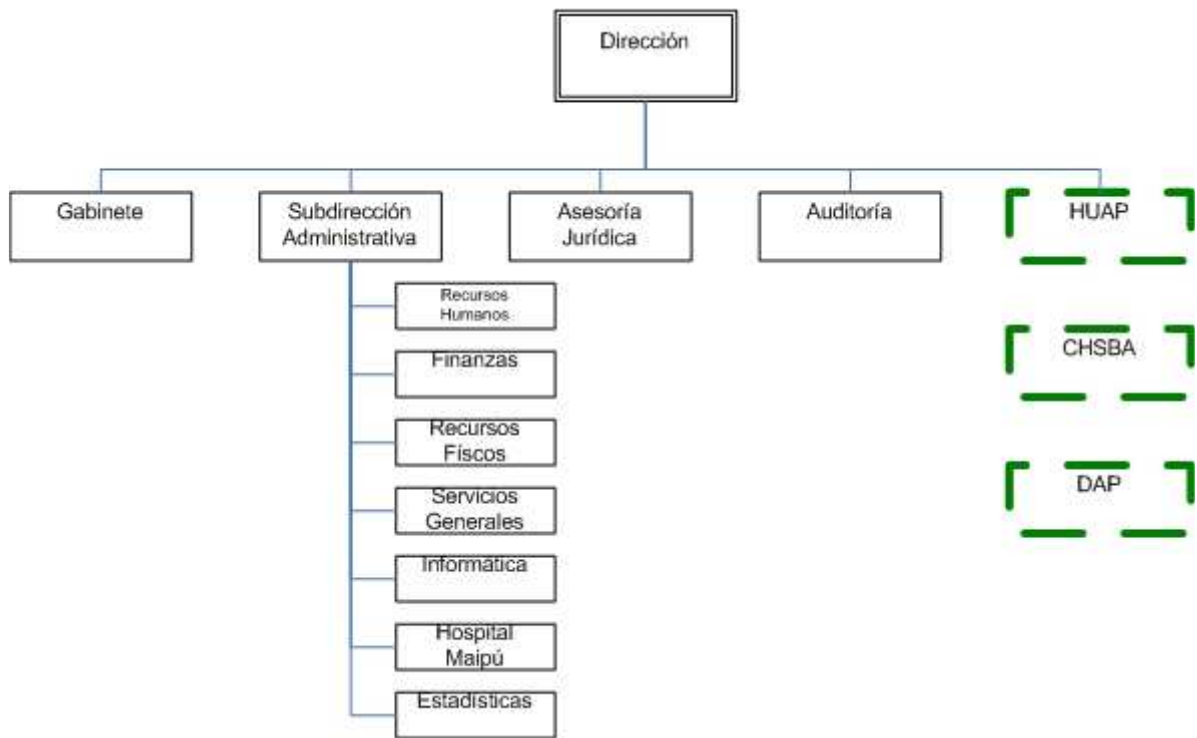 Dirección
Gabinete
Subdirección
Administrativa
Asesoría
Jurídica
Auditoría
HUAP
Recursos
Humanos
Finanzas
Recursos
Físcos
Servicios
Generales
Informática
Hospital
Maipú
Estadísticas
CHSBA
DAP